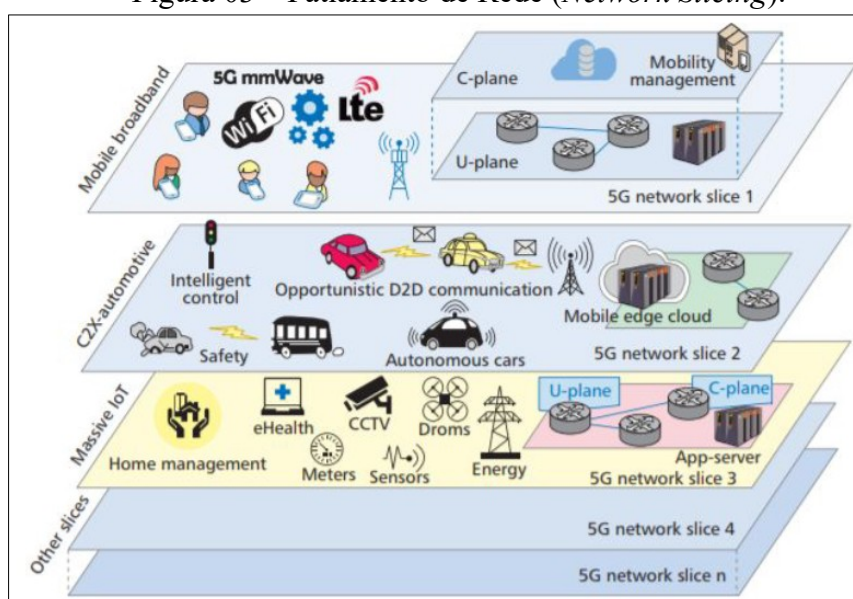 Figura 03 – Fatiamento de Rede (Network Slicing).
Mobile broadband
5G mmWave
WiFi
Lte
C-plane
Mobility
management
U-plane
5G network slice 1
C2X-automotive
Intelligent
control
Opportunistic D2D communication
Mobile edge cloud
Safety
Autonomous cars
5G network slice 2
Massive IoT
Home management
eHealth
CCTV
Droms
Meters
Sensors
Energy
U-plane
C-plane
App-server
5G network slice 3
Other slices
5G network slice 4
5G network slice n